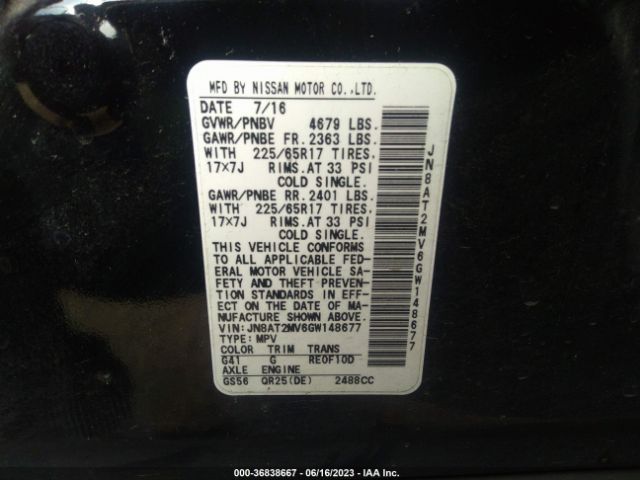 MFD BY NISSAN MOTOR CO.,LTD.
DATE 7/16
GVWR/PNBV 4679 LBS.
GAWR/PNBE FR. 2363 LBS.
WITH 225/65R17 TIRES.
17×7J RIMS.AT 33 PSI
COLD SINGLE.
GAWR/PNBE RR. 2401 LBS.
WITH 225/65R17 TIRES.
17×7J RIMS.AT 33 PSI
COLD SINGLE.
THIS VEHICLE CONFORMS
TO ALL APPLICABLE FED-
ERAL MOTOR VEHICLE SA-
FETY AND THEFT PREVEN-
TION STANDARDS IN EFF-
ECT ON THE DATE OF MA-
NUFACTURE SHOWN ABOVE.
VIN: JN8AT2MV6GW148677
TYPE: MPV
COLOR TRIM TRANS
G41 G RE0F10D
AXLE ENGINE
GS56 QR25(DE) 2488CC
JN8AT2MV6GW148677
000-36838667 - 06/16/2023 - IAA Inc.